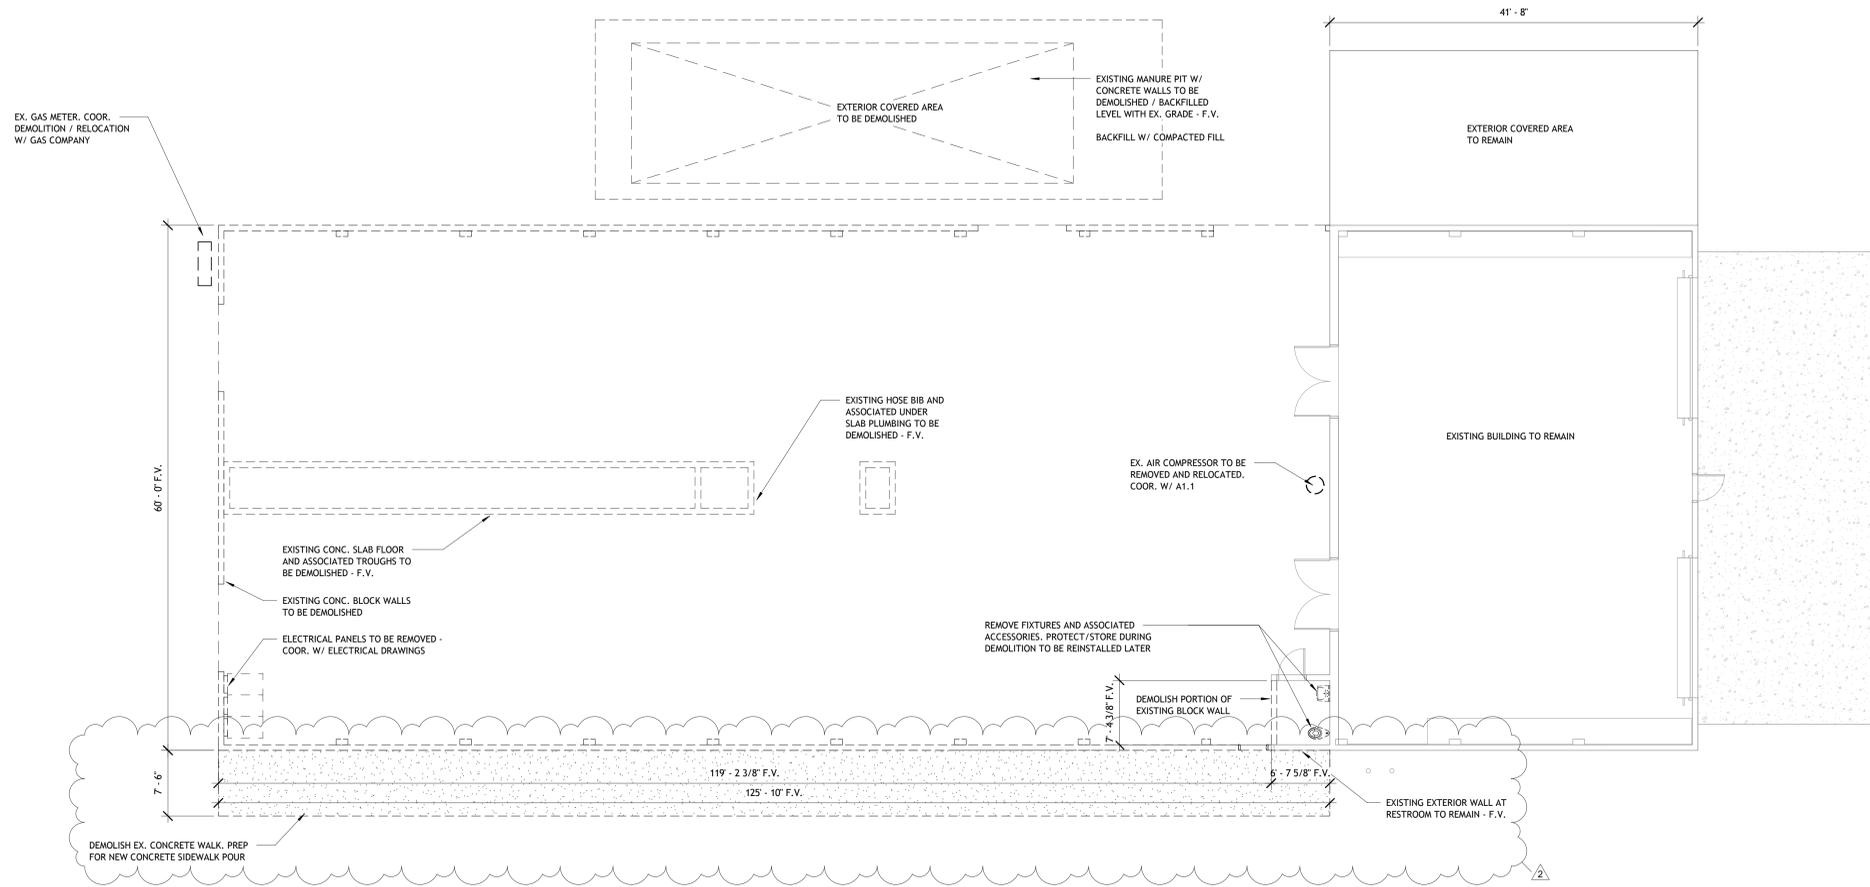 41' - 8"
EXISTING MANURE PIT W/
CONCRETE WALLS TO BE
DEMOLISHED / BACKFILLED
LEVEL WITH EX. GRADE - F.V.
BACKFILL W/ COMPACTED FILL
EXTERIOR COVERED AREA
TO BE DEMOLISHED
EX. GAS METER. COOR.
DEMOLITION / RELOCATION
W/ GAS COMPANY
EXTERIOR COVERED AREA
TO REMAIN
EXISTING HOSE BIB AND
ASSOCIATED UNDER
SLAB PLUMBING TO BE
DEMOLISHED - F.V.
EXISTING BUILDING TO REMAIN
EX. AIR COMPRESSOR TO BE
REMOVED AND RELOCATED.
COOR. W/ A1.1
60' - 0" F.V.
EXISTING CONC. SLAB FLOOR
AND ASSOCIATED TROUGHS TO
BE DEMOLISHED - F.V.
EXISTING CONC. BLOCK WALLS
TO BE DEMOLISHED
ELECTRICAL PANELS TO BE REMOVED -
COOR. W/ ELECTRICAL DRAWINGS
REMOVE FIXTURES AND ASSOCIATED
ACCESSORIES. PROTECT/STORE DURING
DEMOLITION TO BE REINSTALLED LATER
7' - 4 3/8" F.V.
DEMOLISH PORTION OF
EXISTING BLOCK WALL
7' - 6"
119' - 2 3/8" F.V.
6' - 7 5/8" F.V.
125' - 10" F.V.
EXISTING EXTERIOR WALL AT
RESTROOM TO REMAIN - F.V.
DEMOLISH EX. CONCRETE WALK. PREP
FOR NEW CONCRETE SIDEWALK POUR
2